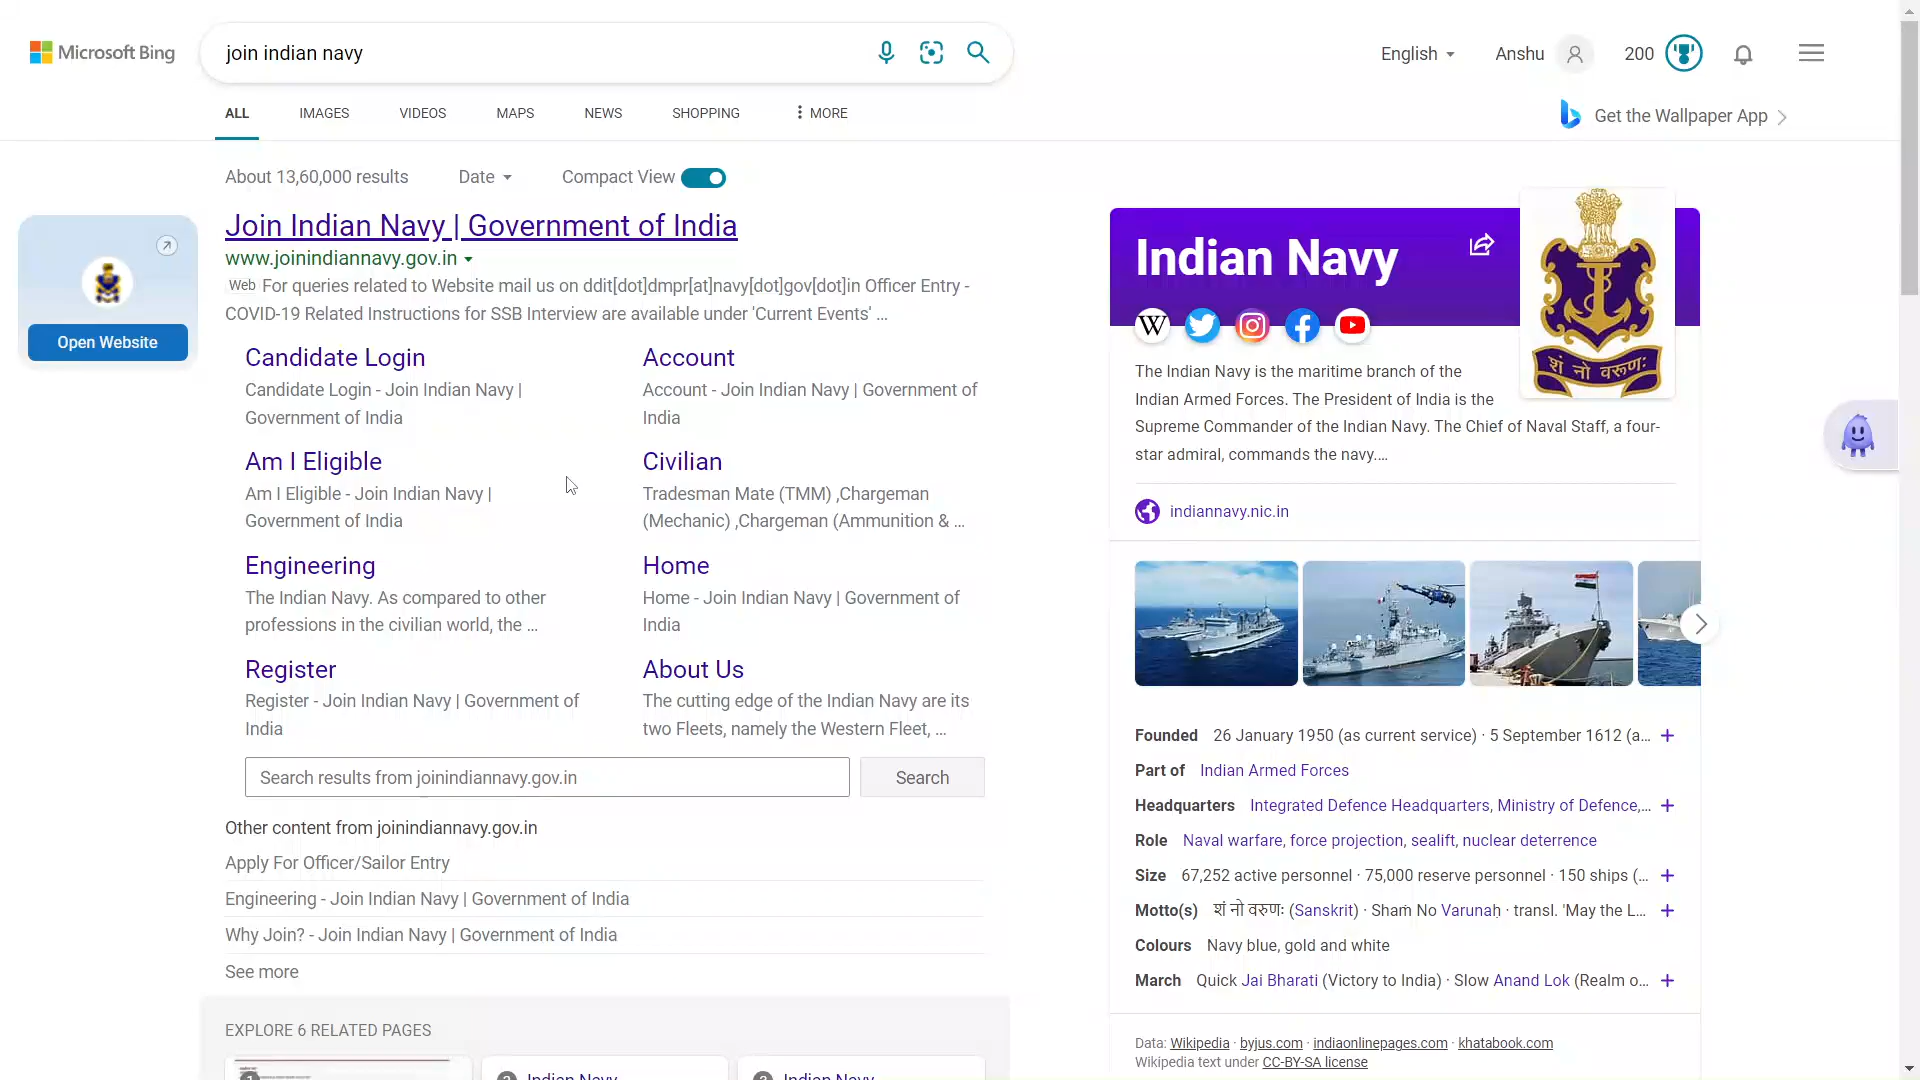 Microsoft Bing
join indian navy
English
Anshu
200
ALL
IMAGES
VIDEOS
MAPS
NEWS
SHOPPING
MORE
Get the Wallpaper App
About 13,60,000 results
Date
Compact View
Open Website
Join Indian Navy | Government of India
www.joinindiannavy.gov.in
Web For queries related to Website mail us on ddit[dot]dmpr[at]navy[dot]gov[dot]in Officer Entry -
COVID-19 Related Instructions for SSB Interview are available under 'Current Events' ...
Candidate Login
Candidate Login - Join Indian Navy |
Government of India
Account
Account - Join Indian Navy | Government of
India
Am I Eligible
Am I Eligible - Join Indian Navy |
Government of India
Civilian
Tradesman Mate (TMM) ,Chargeman
(Mechanic) ,Chargeman (Ammunition & ...
Engineering
The Indian Navy. As compared to other
professions in the civilian world, the ...
Home
Home - Join Indian Navy | Government of
India
Register
Register - Join Indian Navy | Government of
India
About Us
The cutting edge of the Indian Navy are its
two Fleets, namely the Western Fleet, ...
Search results from joinindiannavy.gov.in
Search
Other content from joinindiannavy.gov.in
Apply For Officer/Sailor Entry
Engineering - Join Indian Navy | Government of India
Why Join? - Join Indian Navy | Government of India
See more
EXPLORE 6 RELATED PAGES
Indian Navy
Indian Navy
Indian Navy
W
शं नो वरुणः
The Indian Navy is the maritime branch of the
Indian Armed Forces. The President of India is the
Supreme Commander of the Indian Navy. The Chief of Naval Staff, a four-
star admiral, commands the navy....
indiannavy.nic.in
Founded 26 January 1950 (as current service) · 5 September 1612 (a...
Part of Indian Armed Forces
Headquarters Integrated Defence Headquarters, Ministry of Defence,...
Role Naval warfare, force projection, sealift, nuclear deterrence
Size 67,252 active personnel · 75,000 reserve personnel · 150 ships (...
Motto(s) शं नो वरुणः (Sanskrit) · Shaṁ No Varunaḥ · transl. 'May the L...
Colours Navy blue, gold and white
March Quick Jai Bharati (Victory to India) · Slow Anand Lok (Realm o...
Data: Wikipedia · byjus.com · indiaonlinepages.com · khatabook.com
Wikipedia text under CC-BY-SA license